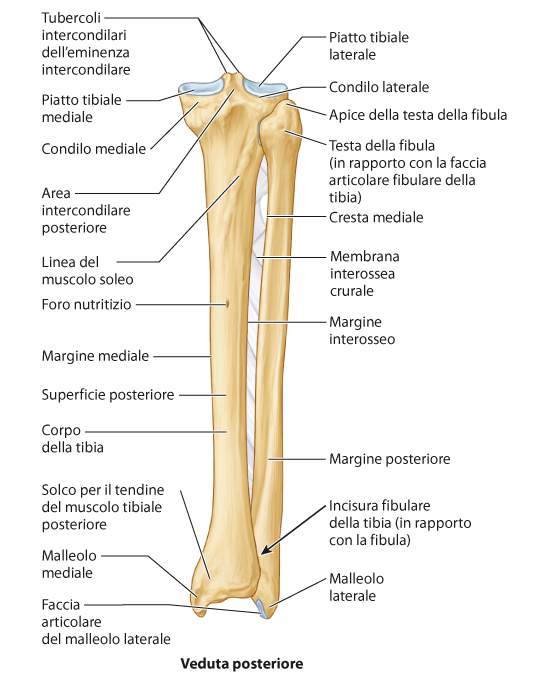 Tubercoli
intercondilari
dell’eminenza
intercondilare
Piatto tibiale
mediale
Condilo mediale
Area
intercondilare
posteriore
Linea del
muscolo soleo
Foro nutritizio
Margine mediale
Superficie posteriore
Corpo
della tibia
Solco per il tendine
del muscolo tibiale
posteriore
Malleolo
mediale
Faccia
articolare
del malleolo laterale
Piatto tibiale
laterale
Condilo laterale
Apice della testa della fibula
Testa della fibula
(in rapporto con la faccia
articolare fibulare della
tibia)
Cresta mediale
Membrana
interossea
crurale
Margine
interosseo
Margine posteriore
Incisura fibulare
della tibia (in rapporto
con la fibula)
Malleolo
laterale
Veduta posteriore